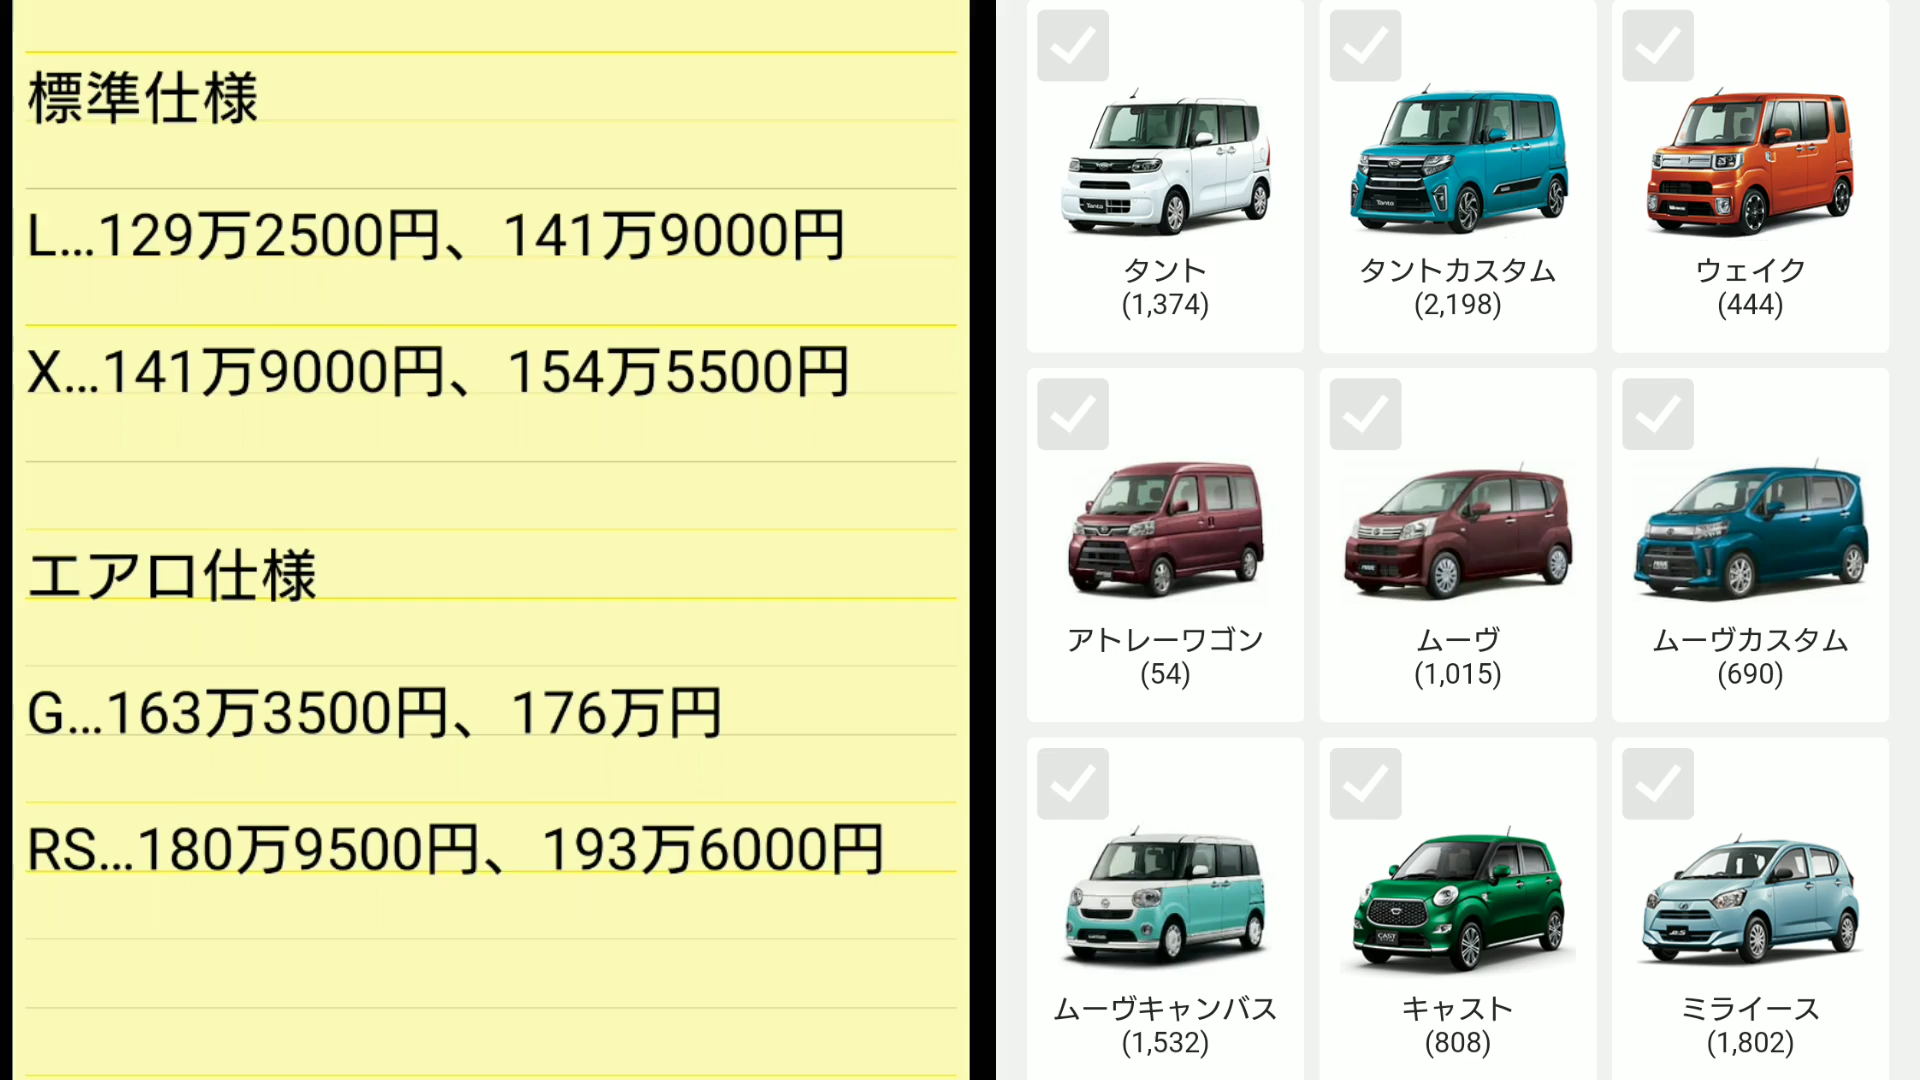 標準仕様
L…129万2500円、141万9000円
X…141万9000円、154万5500円
エアロ仕様
G…163万3500円、176万円
RS…180万9500円、193万6000円
タント
(1,374)
タントカスタム
(2,198)
ウェイク
(444)
アトレーワゴン
(54)
ムーヴ
(1,015)
ムーヴカスタム
(690)
ムーヴキャンバス
(1,532)
キャスト
(808)
ミライース
(1,802)
Tanto
Tanto
CAST